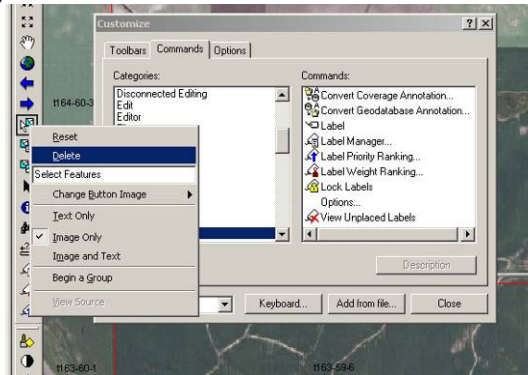 Customize
Toolbars
Commands
Options
Categories:
Disconnected Editing
Edit
Editor
Commands:
Convert Coverage Annotation...
Convert Geodatabase Annotation...
Label
Label Manager...
Label Priority Ranking...
Label Weight Ranking...
Lock Labels
Options...
View Unplaced Labels
Description
Keyboard...
Add from file...
Close
Reset
Delete
Select Features
Change Button Image
Text Only
Image Only
Image and Text
Begin a Group
View Source
t164-60-3
t163-60-1
t163-59-6